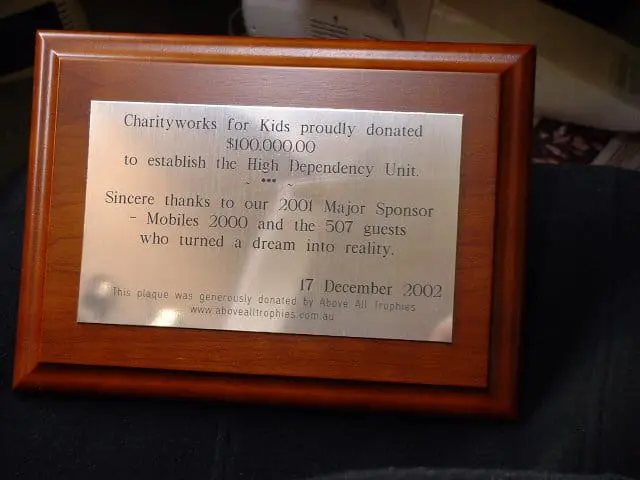 Charityworks for Kids proudly donated
$100.000.00
to establish the High Dependency Unit.
~ *** ~
Sincere thanks to our 2001 Major Sponsor
- Mobiles 2000 and the 507 guests
who turned a dream into reality.
17 December 2002
This plaque was generously donated by Above All Trophies
www.abovealltrophies.com.au